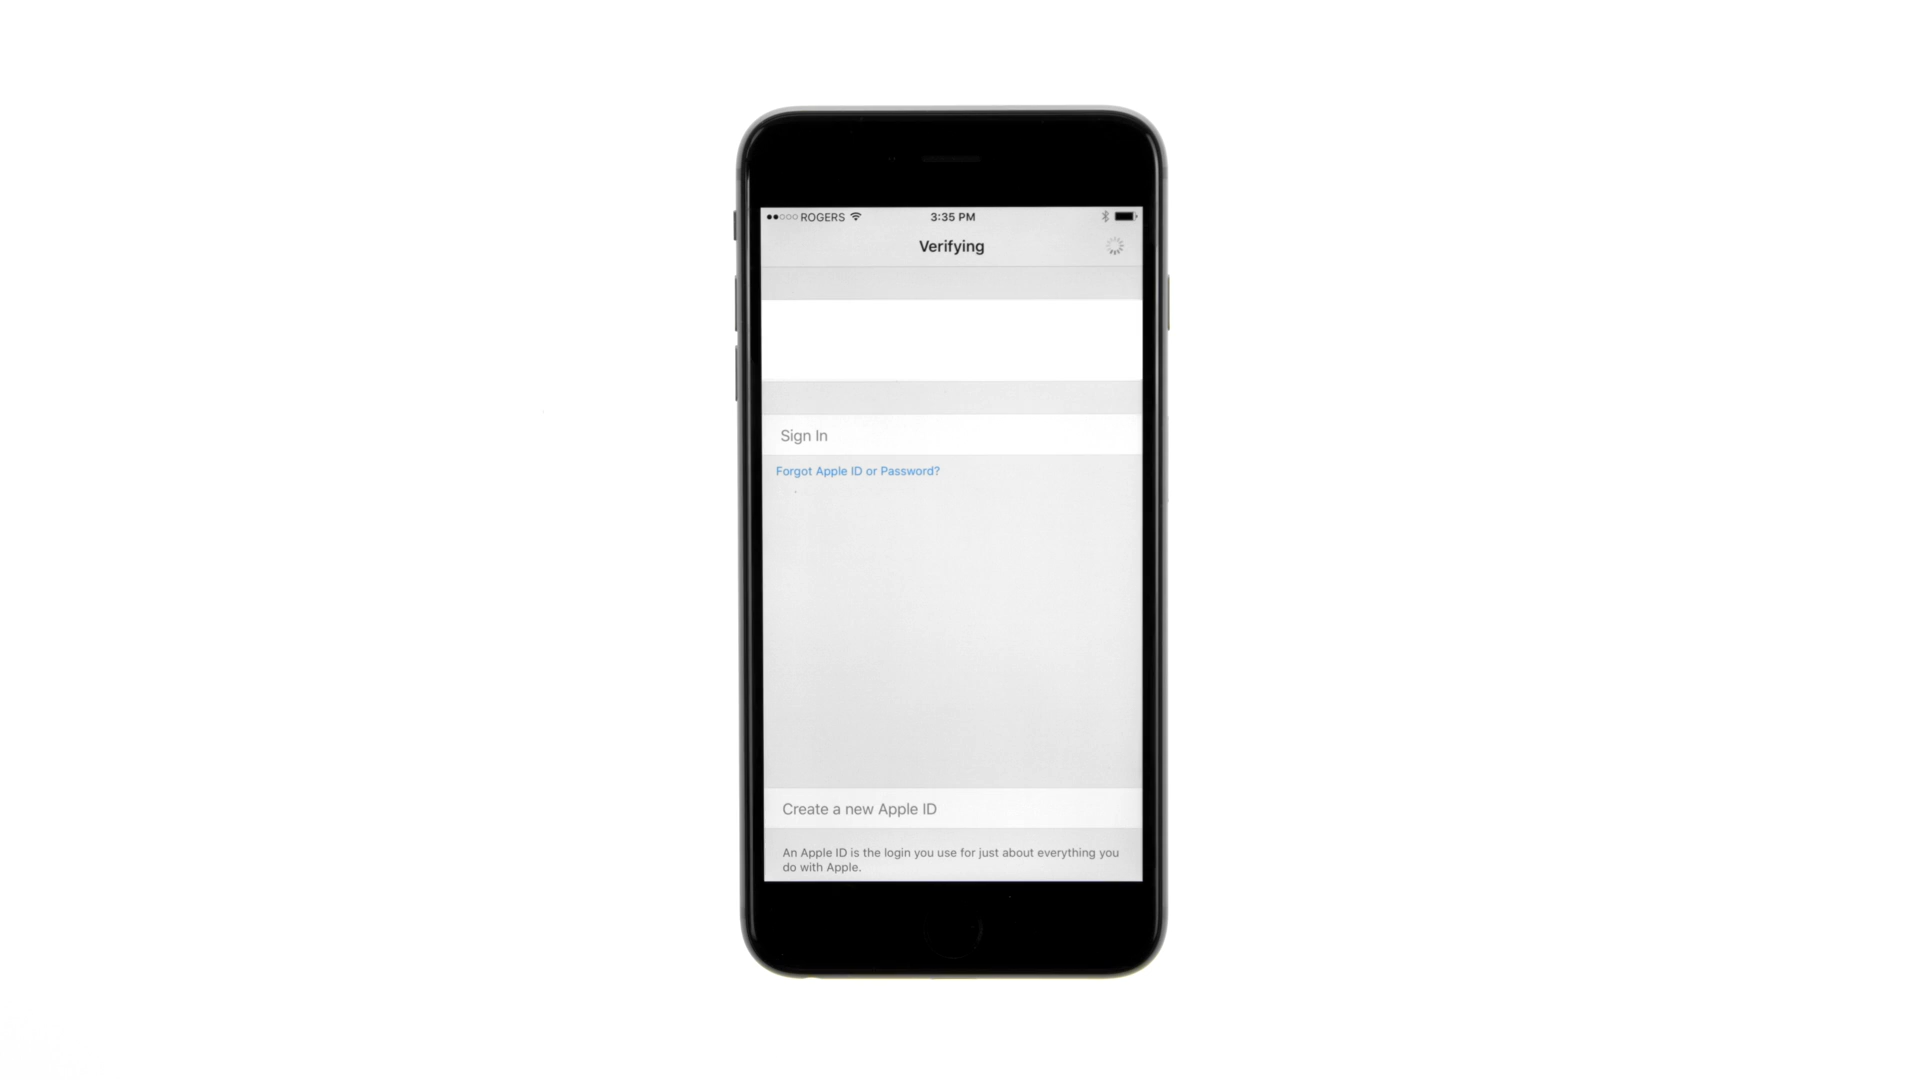 ROGERS 3:35 PM
Verifying
Sign In
Forgot Apple ID or Password?
Create a new Apple ID
An Apple ID is the login you use for just about everything you
do with Apple.